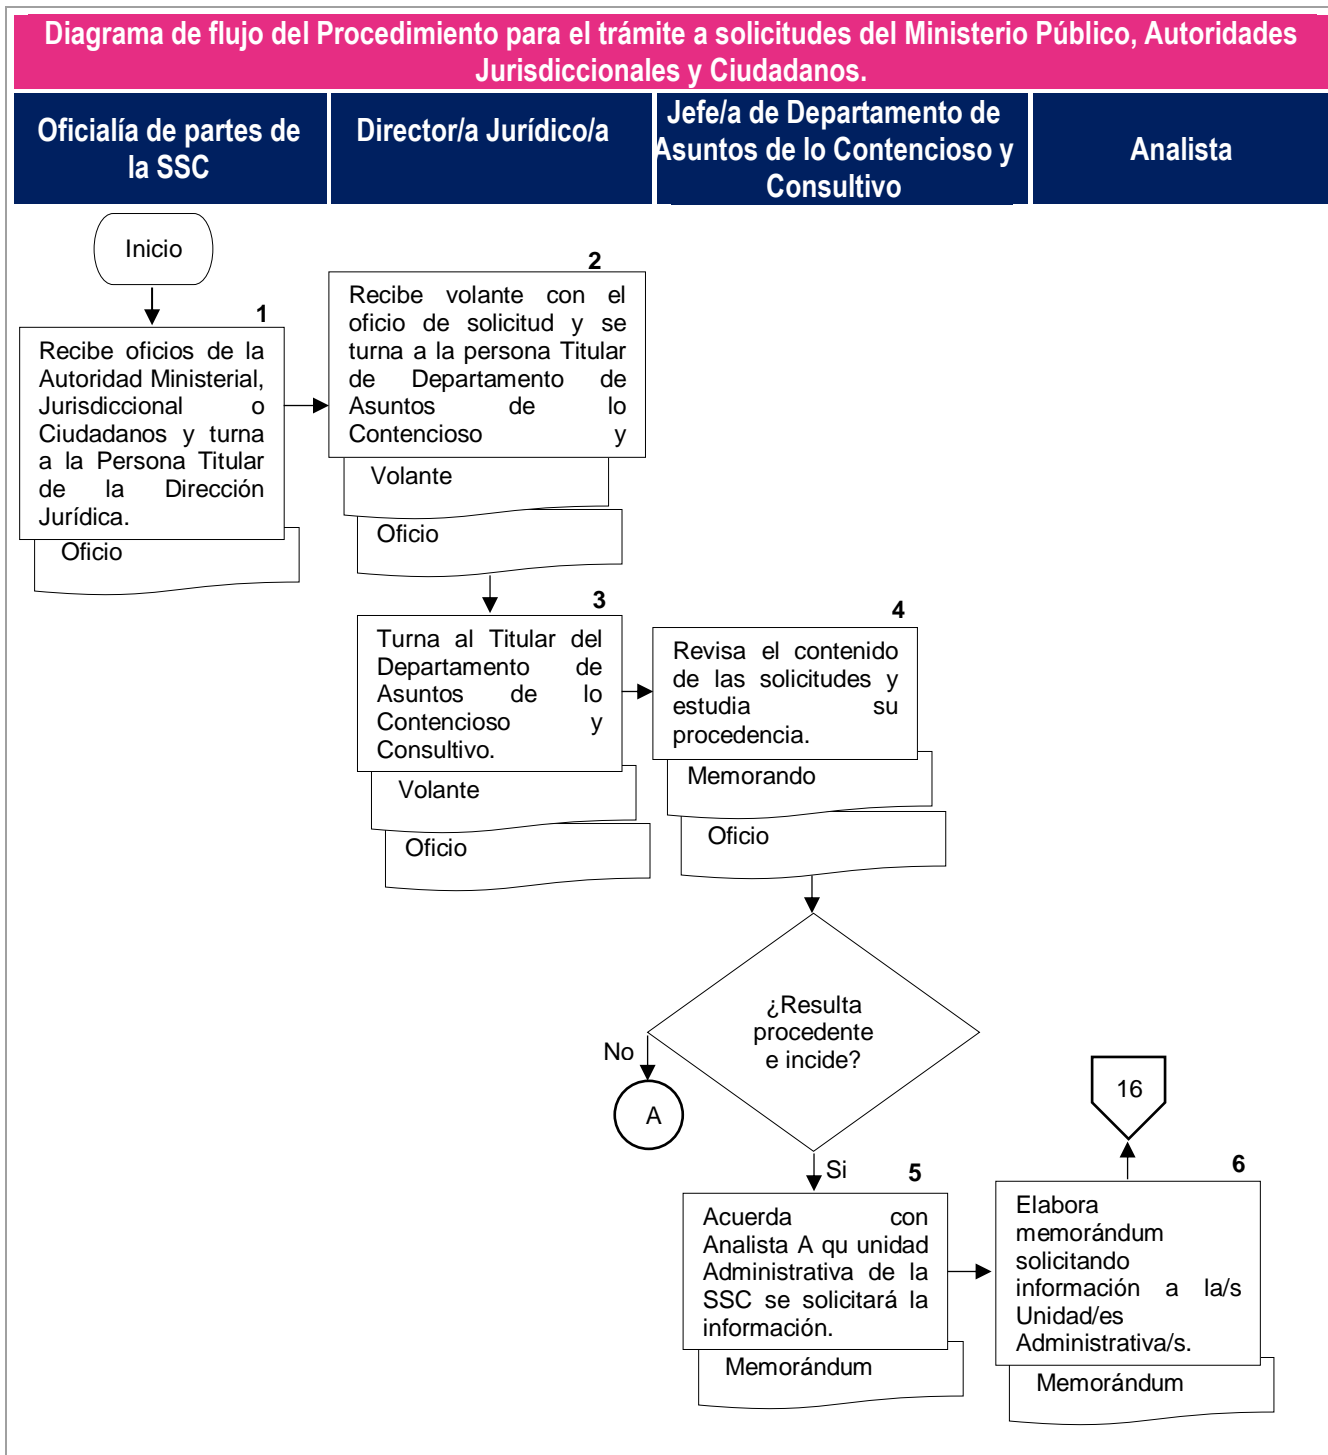 Diagrama de flujo del Procedimiento para el trámite a solicitudes del Ministerio Público, Autoridades
Jurisdiccionales y Ciudadanos.
Oficialía de partes de
la SSC
Director/a Jurídico/a
Jefe/a de Departamento de
Asuntos de lo Contencioso y
Consultivo
Analista
Inicio
1
Recibe oficios de la
Autoridad Ministerial,
Jurisdiccional o
Ciudadanos y turna
a la Persona Titular
de la Dirección
Jurídica.
Oficio
2
Recibe volante con el
oficio de solicitud y se
turna a la persona Titular
de Departamento de
Asuntos de lo
Contencioso y
Volante
Oficio
3
Turna al Titular del
Departamento de
Asuntos de lo
Contencioso y
Consultivo.
Volante
Oficio
4
Revisa el contenido
de las solicitudes y
estudia su
procedencia.
Memorando
Oficio
¿Resulta
procedente
e incide?
No
A
Si
5
Acuerda con
Analista A qu unidad
Administrativa de la
SSC se solicitará la
información.
Memorándum
6
Elabora
memorándum
solicitando
información a la/s
Unidad/es
Administrativa/s.
Memorándum
16